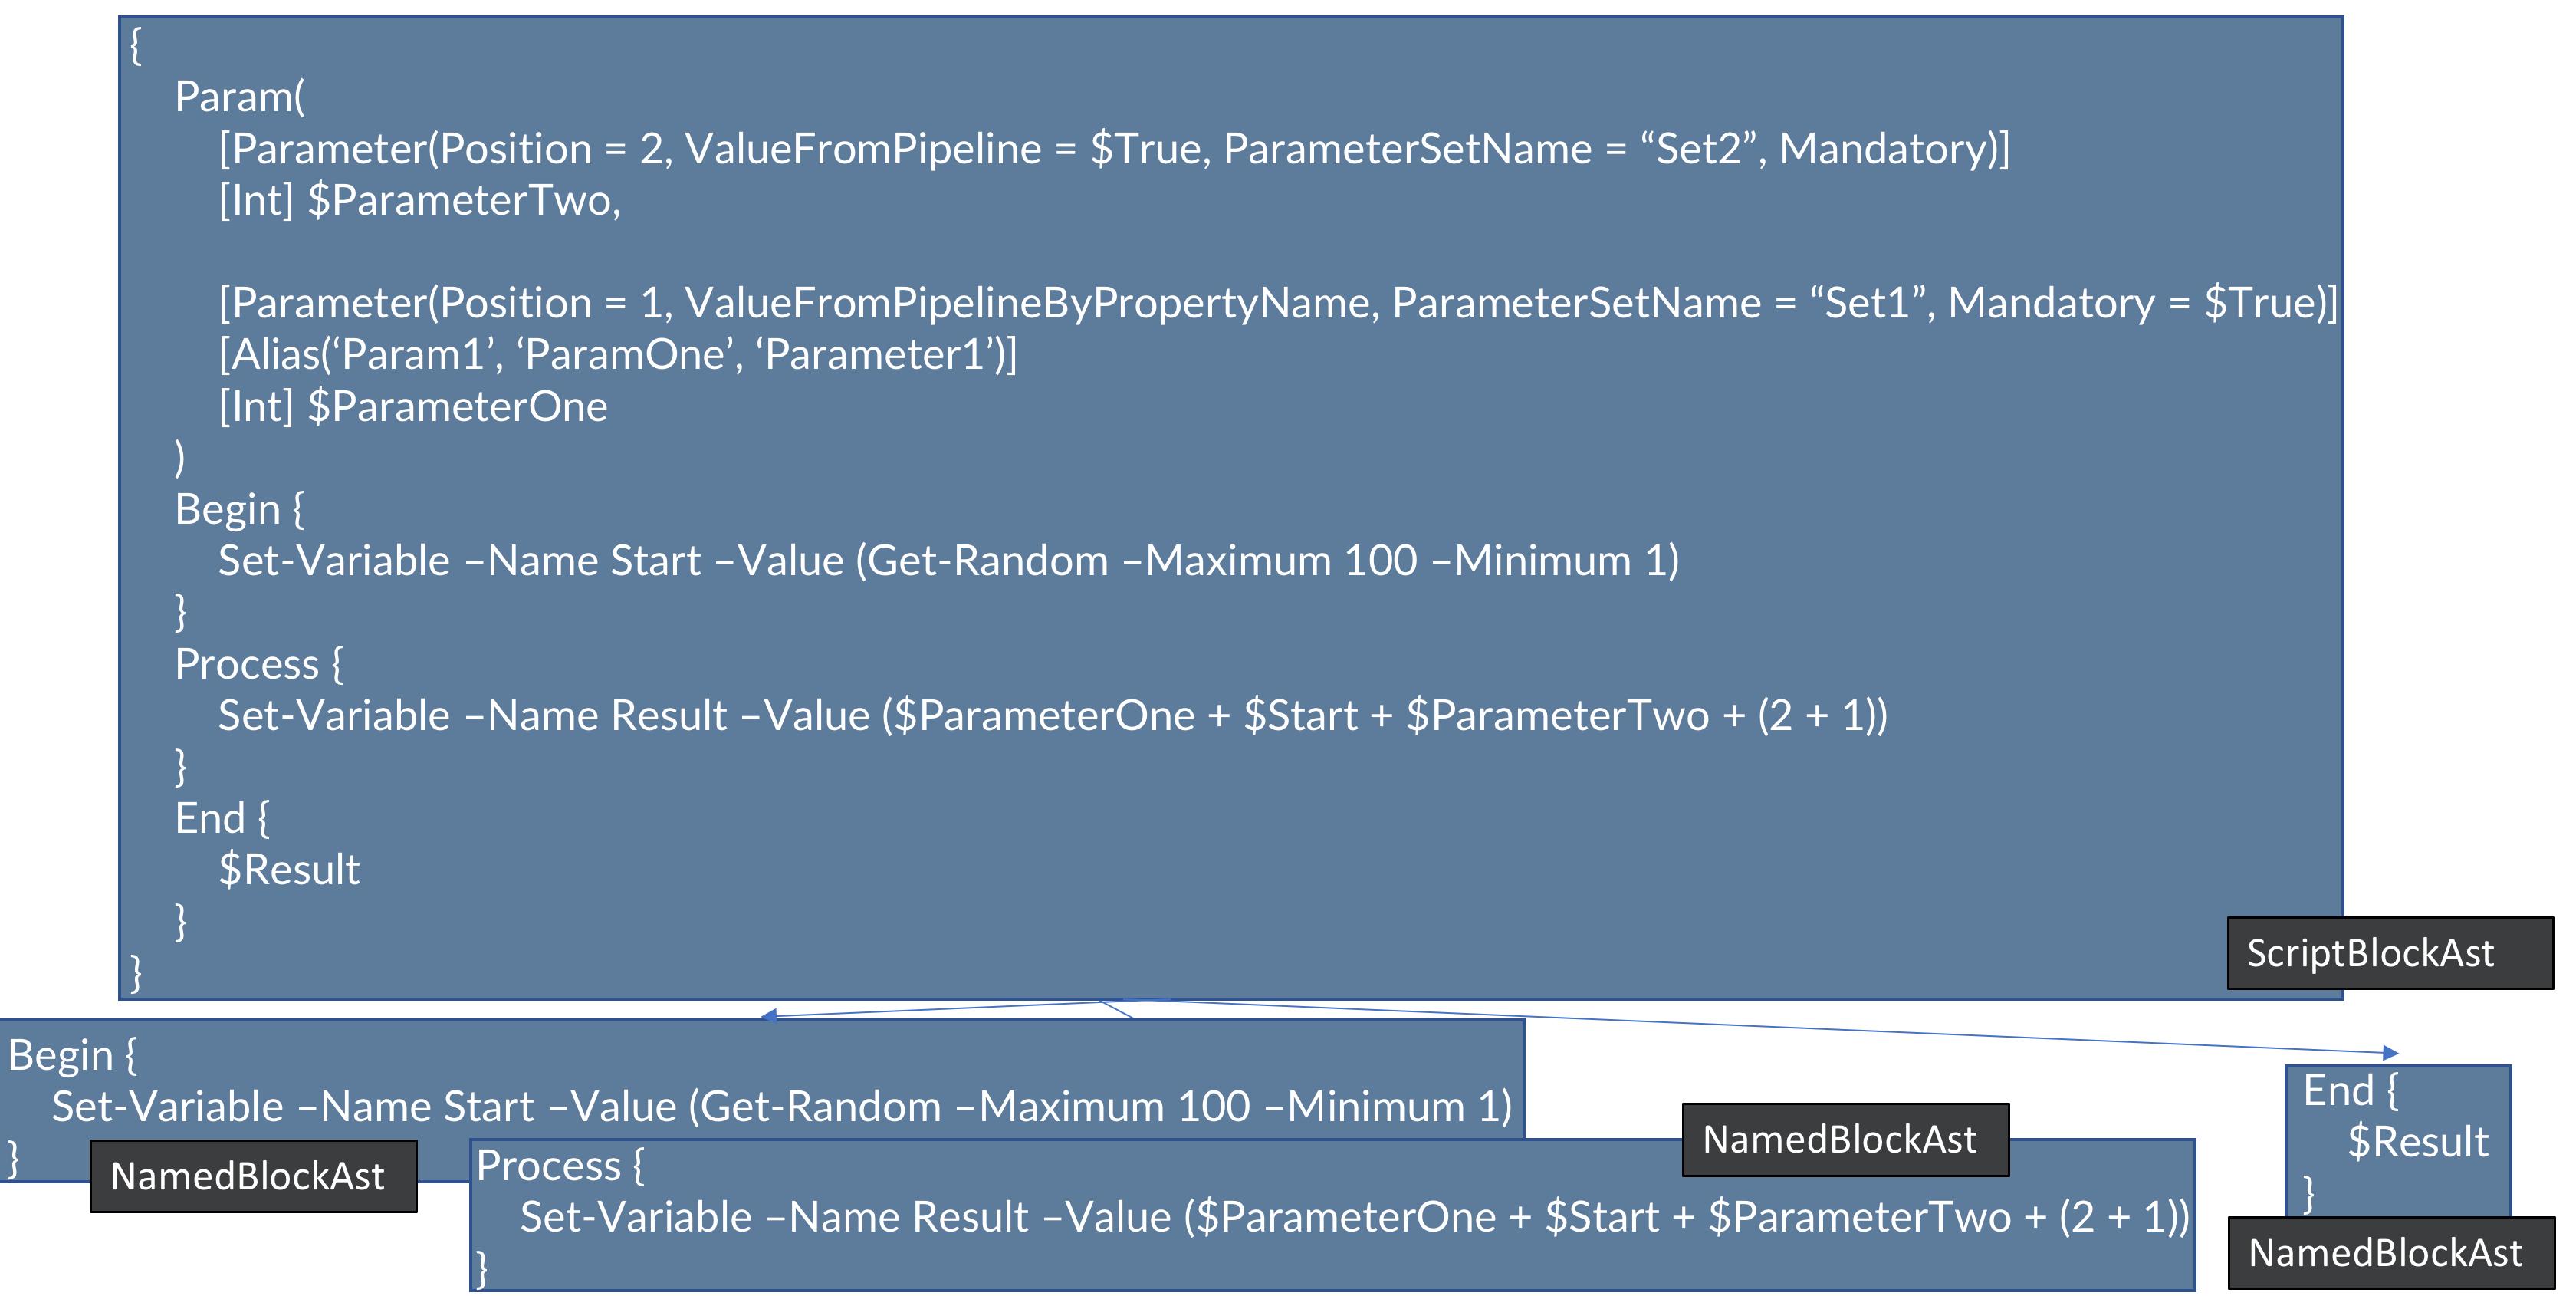 {
Param(
[Parameter(Position = 2, ValueFromPipeline = $True, ParameterSetName = “Set2”, Mandatory)]
[Int] $ParameterTwo,
[Parameter(Position = 1, ValueFromPipelineByPropertyName, ParameterSetName = “Set1”, Mandatory = $True)]
[Alias(‘Param1’, ‘ParamOne’, ‘Parameter1’)]
[Int] $ParameterOne
)
Begin {
Set-Variable –Name Start –Value (Get-Random –Maximum 100 –Minimum 1)
}
Process {
Set-Variable –Name Result –Value ($ParameterOne + $Start + $ParameterTwo + (2 + 1))
}
End {
$Result
}
}
ScriptBlockAst
Begin {
Set-Variable –Name Start –Value (Get-Random –Maximum 100 –Minimum 1)
}
NamedBlockAst
Process {
Set-Variable –Name Result –Value ($ParameterOne + $Start + $ParameterTwo + (2 + 1))
}
NamedBlockAst
End {
$Result
}
NamedBlockAst